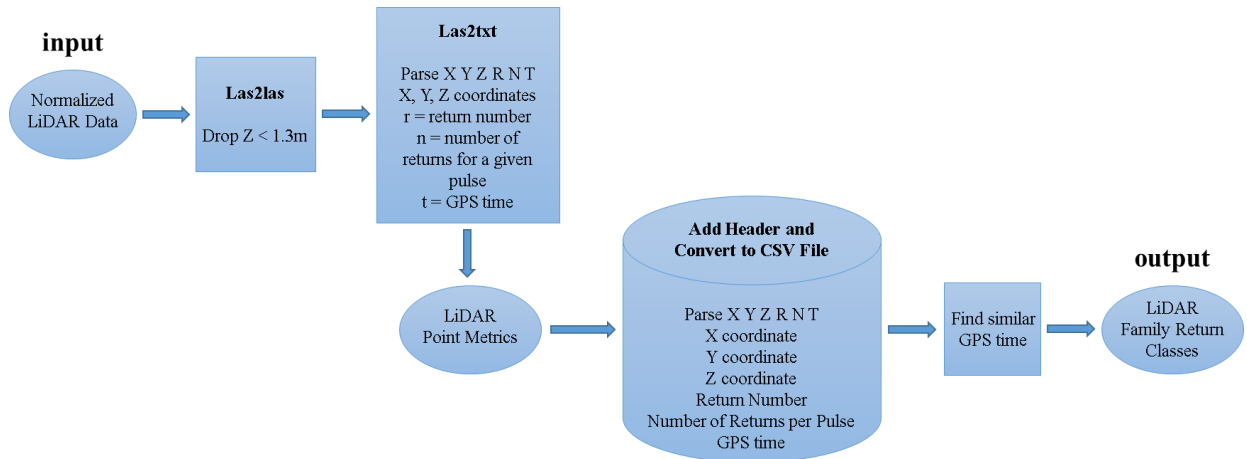 input
Normalized
LiDAR Data
Las2las
Drop Z < 1.3m
Las2txt
Parse X Y Z R N T
X, Y, Z coordinates
r = return number
n = number of
returns for a given
pulse
t = GPS time
LiDAR
Point Metrics
Add Header and
Convert to CSV File
Parse X Y Z R N T
X coordinate
Y coordinate
Z coordinate
Return Number
Number of Returns per Pulse
GPS time
Find similar
GPS time
output
LiDAR
Family Return
Classes